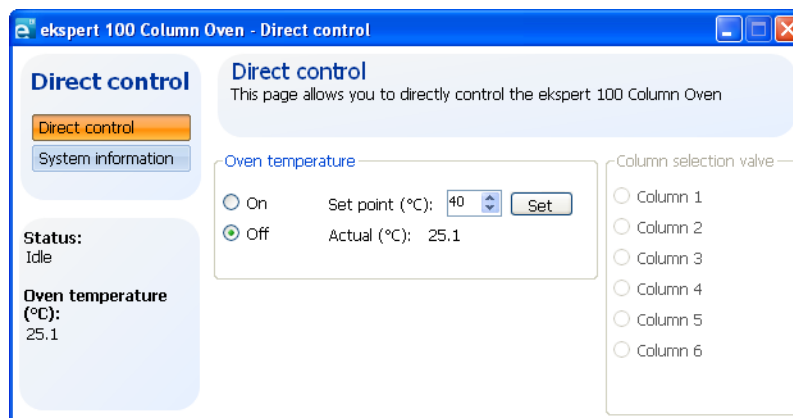 ekspert 100 Column Oven - Direct control
Direct control
Direct control
System information
Status:
Idle
Oven temperature
(°C):
25.1
Direct control
This page allows you to directly control the ekspert 100 Column Oven
Oven temperature
On
Set point (°C): 40 Set
Off
Actual (°C): 25.1
Column selection valve
Column 1
Column 2
Column 3
Column 4
Column 5
Column 6